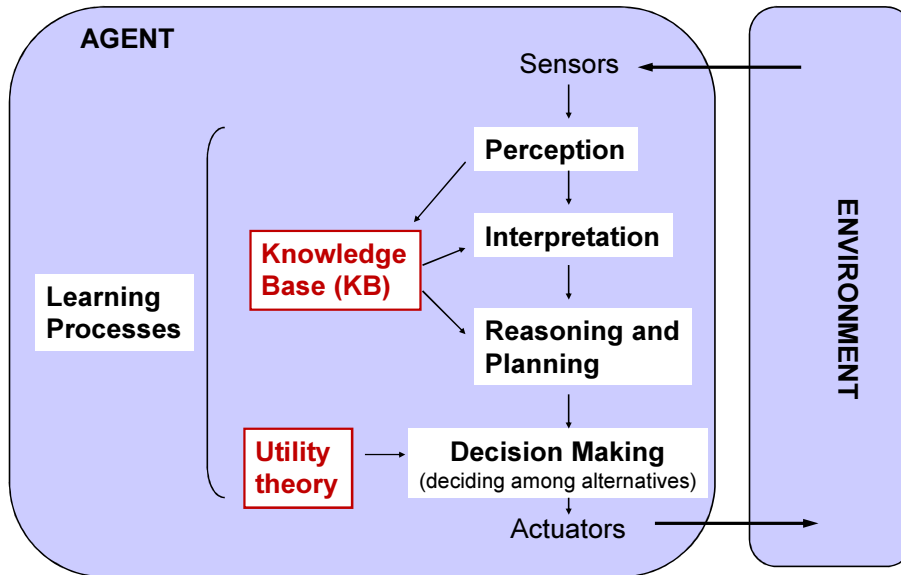 AGENT
Sensors
Perception
Interpretation
Knowledge
Base (KB)
Learning
Processes
Reasoning and
Planning
Utility
theory
Decision Making
(deciding among alternatives)
Actuators
ENVIRONMENT